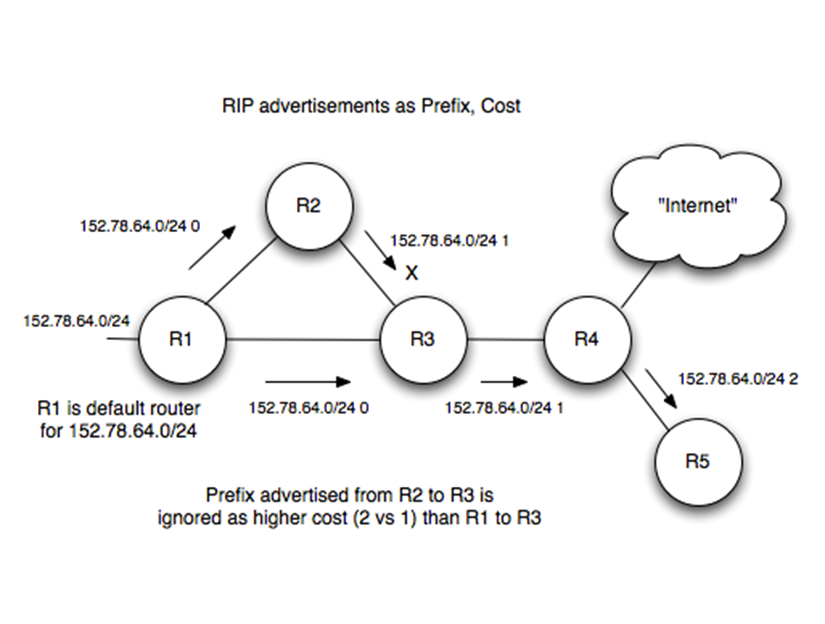 RIP advertisements as Prefix, Cost
"Internet"
R2
152.78.64.0/24 0
152.78.64.0/24 1
X
152.78.64.0/24
R1
R3
R4
152.78.64.0/24 2
R1 is default router
for 152.78.64.0/24
152.78.64.0/24 0
152.78.64.0/24 1
R5
Prefix advertised from R2 to R3 is
ignored as higher cost (2 vs 1) than R1 to R3